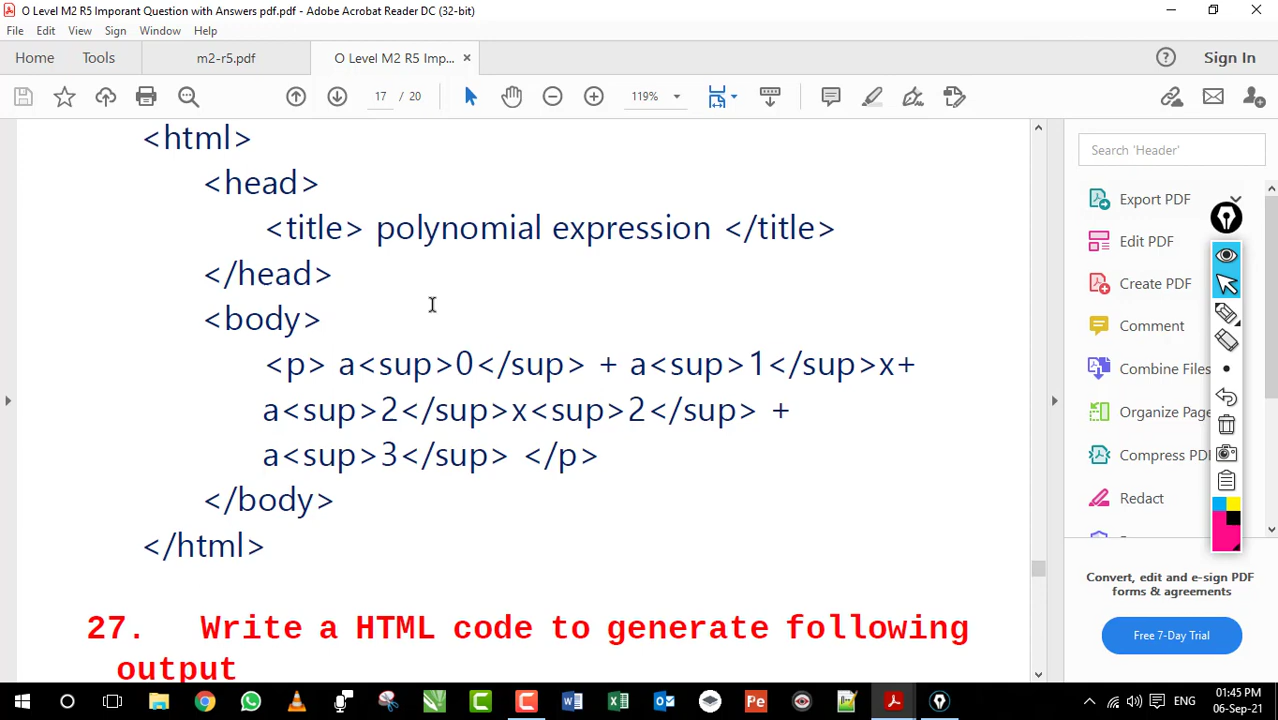 O Level M2 R5 Imporant Question with Answers pdf.pdf - Adobe Acrobat Reader DC (32-bit)
File Edit View Sign Window Help
Home Tools m2-r5.pdf O Level M2 R5 Imp... × Sign In
17 / 20 119%
<html>
<head>
<title> polynomial expression </title>
</head>
<body>
<p> a<sup>0</sup> + a<sup>1</sup>x+
a<sup>2</sup>x<sup>2</sup> +
a<sup>3</sup> </p>
</body>
</html>
27. Write a HTML code to generate following
output
Search 'Header'
Export PDF
Edit PDF
Create PDF
Comment
Combine Files
Organize Page
Compress PD
Redact
Convert, edit and e-sign PDF
forms & agreements
Free 7-Day Trial
ENG
01:45 PM
06-Sep-21